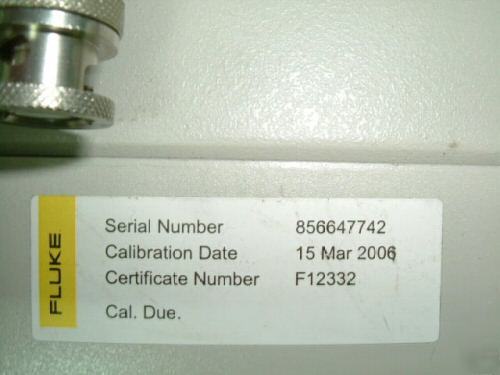 FLUKE
Serial Number 856647742
Calibration Date 15 Mar 2006
Certificate Number F12332
Cal. Due.